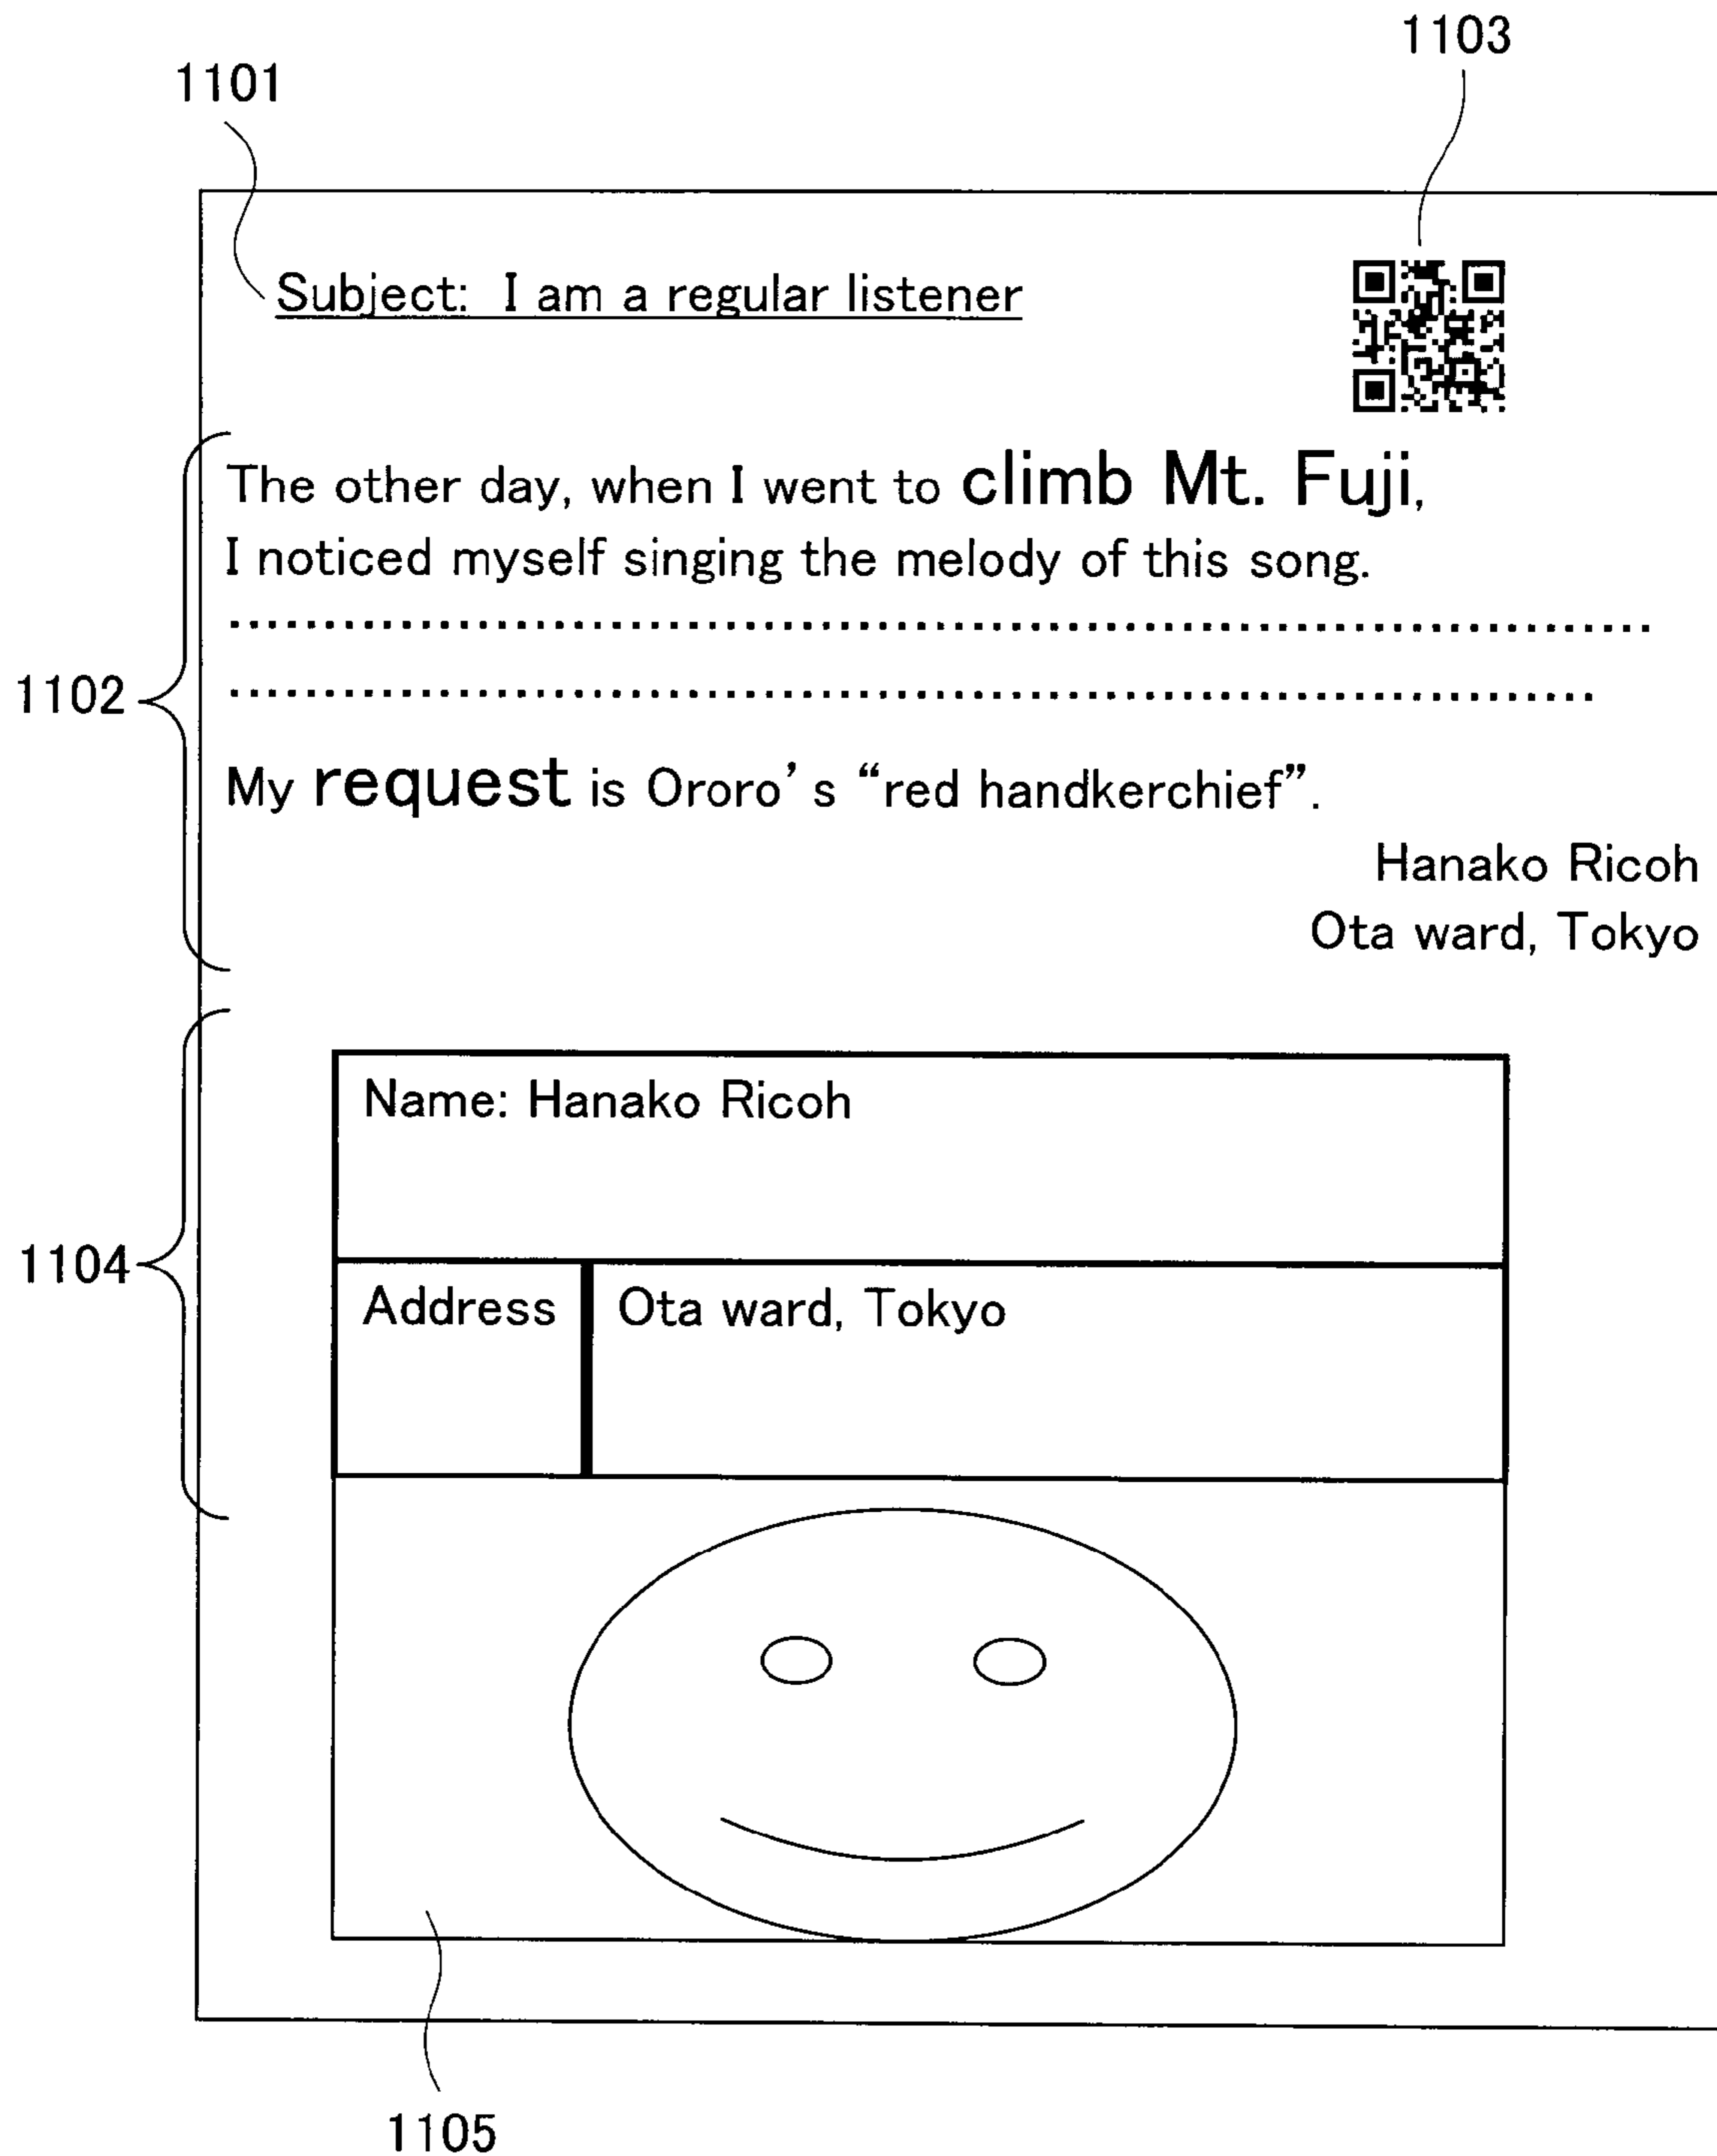 1103
1101
Subject: I am a regular listener
The other day, when I went to climb Mt. Fuji,
I noticed myself singing the melody of this song.
1102
My request is Ororo's “red handkerchief”.
Hanako Ricoh
Ota ward, Tokyo
Name: Hanako Ricoh
1104
Address Ota ward, Tokyo
1105